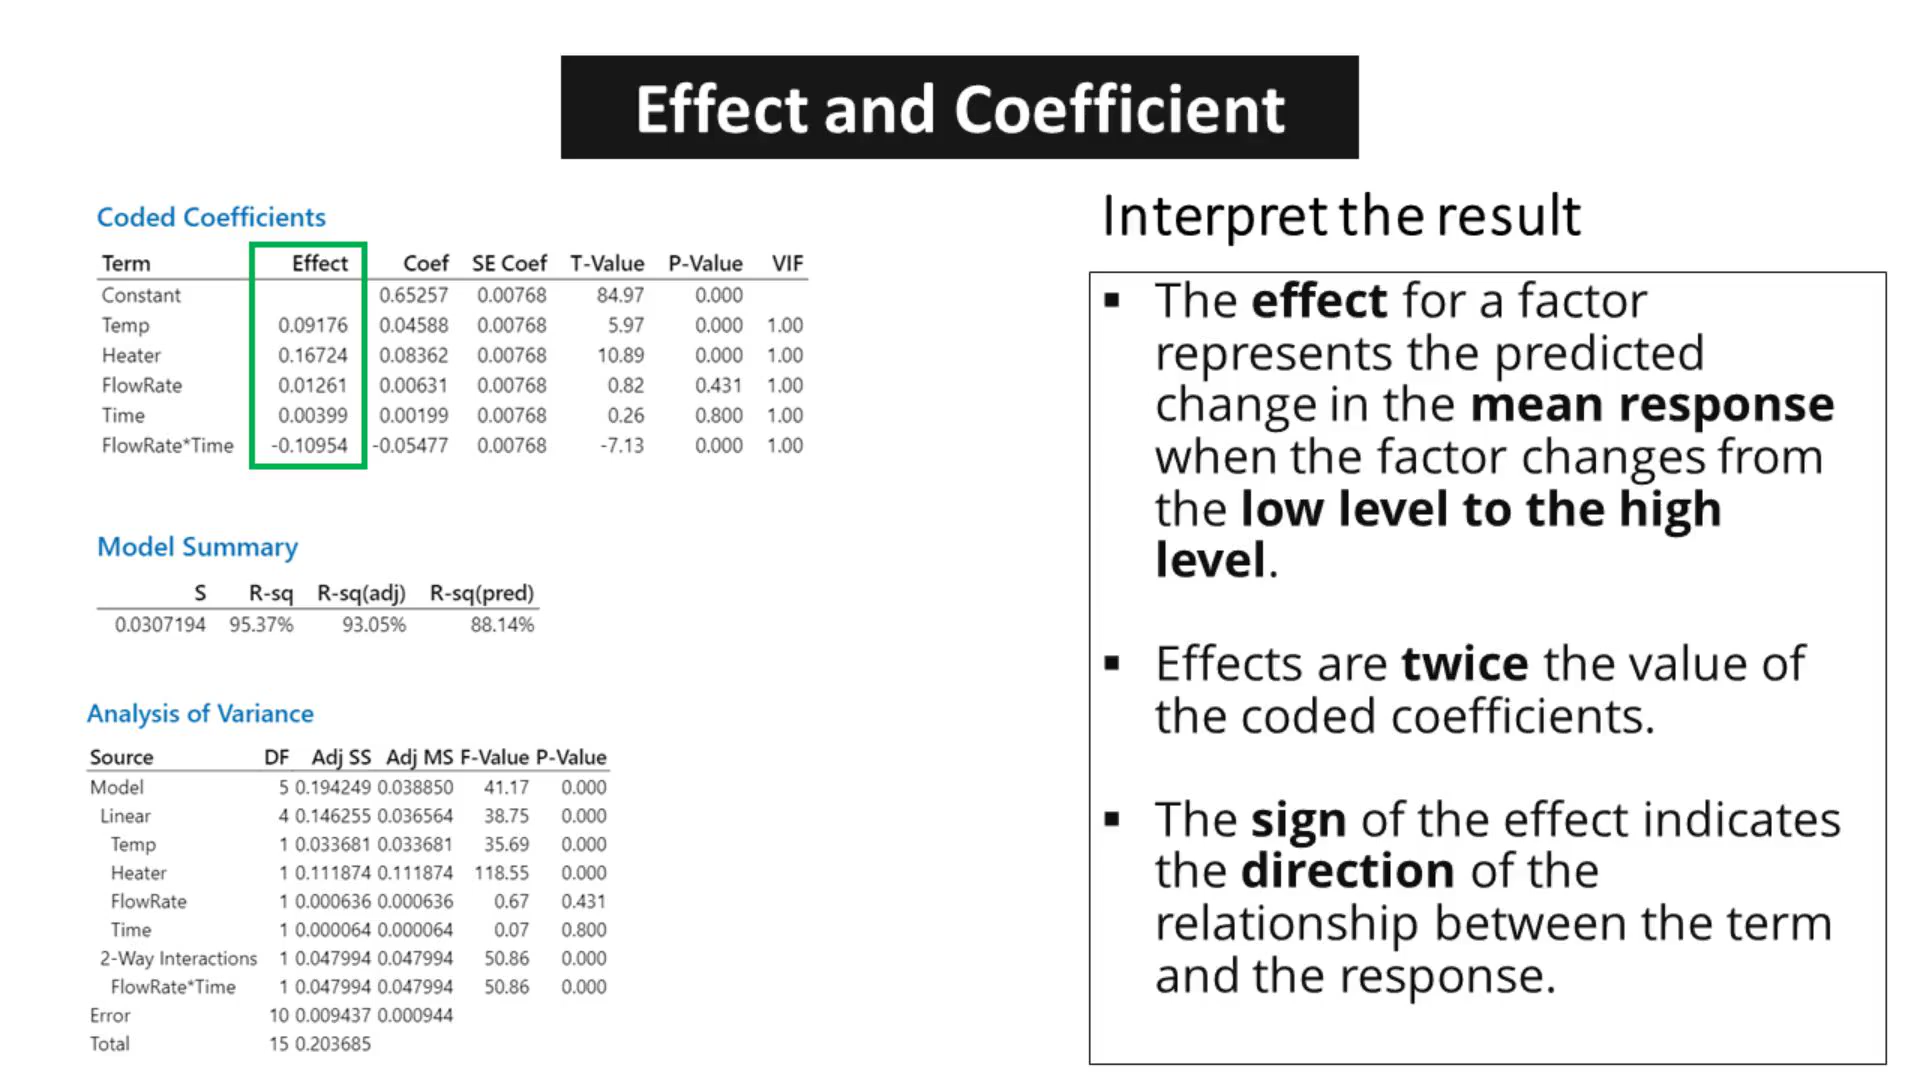 Effect and Coefficient
Coded Coefficients
Term Effect Coef SE Coef T-Value P-Value VIF
Constant 0.65257 0.00768 84.97 0.000
Temp 0.09176 0.04588 0.00768 5.97 0.000 1.00
Heater 0.16724 0.08362 0.00768 10.89 0.000 1.00
FlowRate 0.01261 0.00631 0.00768 0.82 0.431 1.00
Time 0.00399 0.00199 0.00768 0.26 0.800 1.00
FlowRate*Time -0.10954 -0.05477 0.00768 -7.13 0.000 1.00
Model Summary
S R-sq R-sq(adj) R-sq(pred)
0.0307194 95.37% 93.05% 88.14%
Analysis of Variance
Source DF Adj SS Adj MS F-Value P-Value
Model 5 0.194249 0.038850 41.17 0.000
Linear 4 0.146255 0.036564 38.75 0.000
Temp 1 0.033681 0.033681 35.69 0.000
Heater 1 0.111874 0.111874 118.55 0.000
FlowRate 1 0.000636 0.000636 0.67 0.431
Time 1 0.000064 0.000064 0.07 0.800
2-Way Interactions 1 0.047994 0.047994 50.86 0.000
FlowRate*Time 1 0.047994 0.047994 50.86 0.000
Error 10 0.009437 0.000944
Total 15 0.203685
Interpret the result
▪ The effect for a factor
represents the predicted
change in the mean response
when the factor changes from
the low level to the high
level.
▪ Effects are twice the value of
the coded coefficients.
▪ The sign of the effect indicates
the direction of the
relationship between the term
and the response.